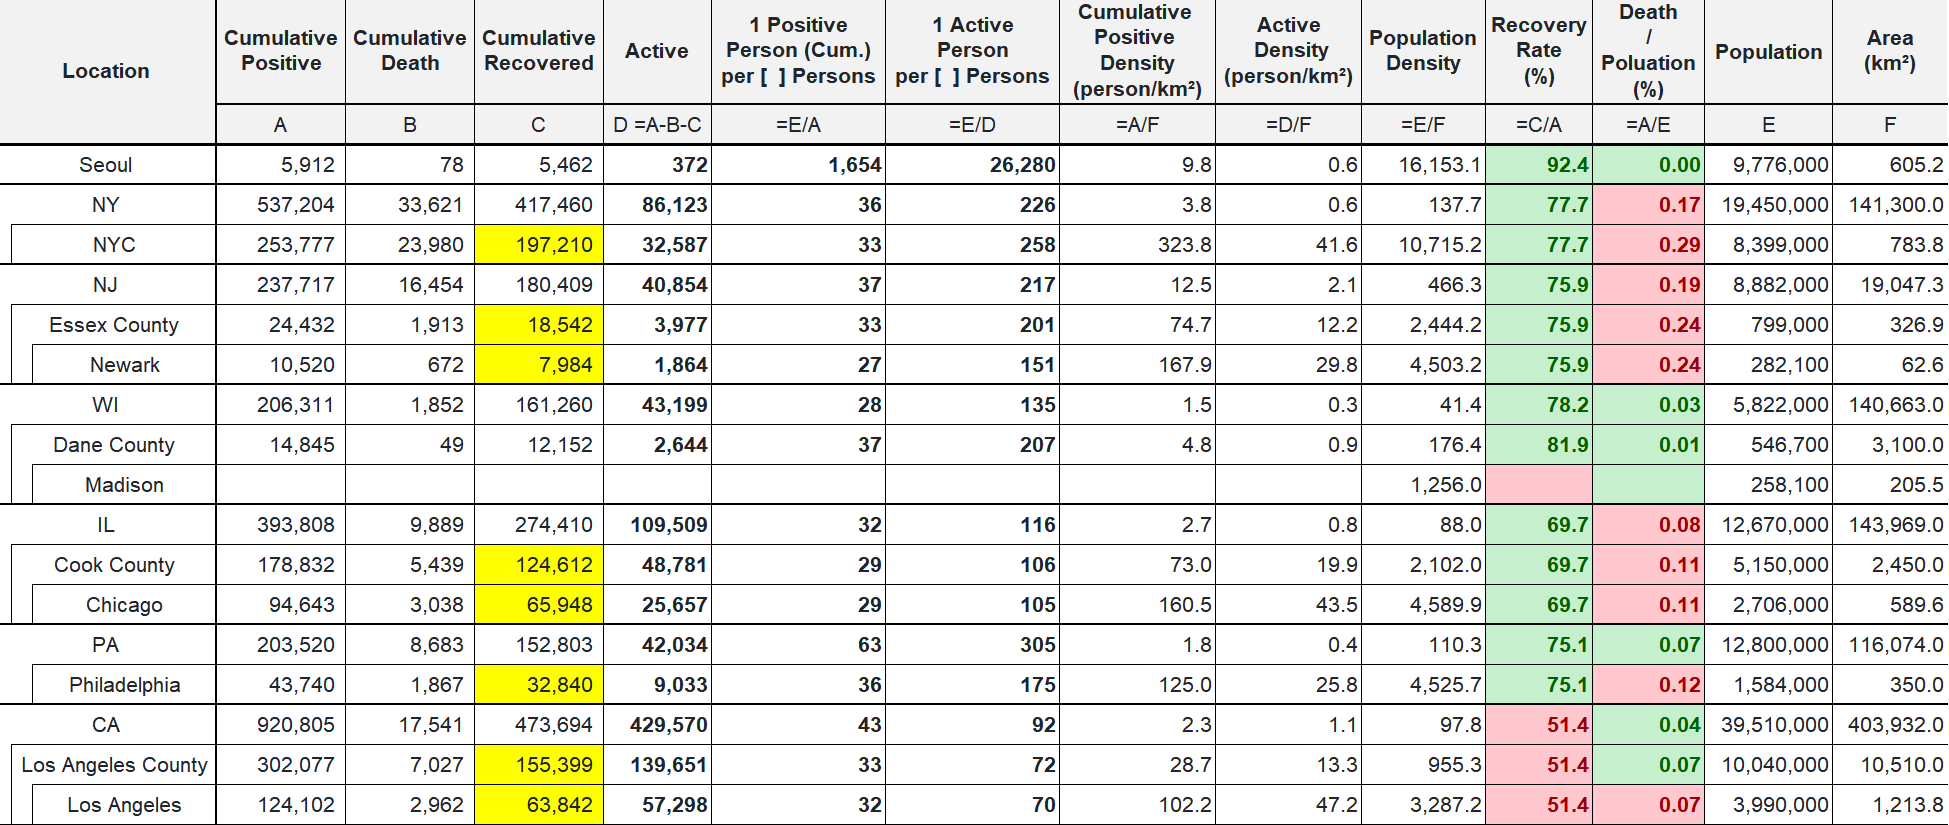 Location
Cumulative Positive
Cumulative Death
Cumulative Recovered
Active
1 Positive Person (Cum.) per [ ] Persons
1 Active Person per [ ] Persons
Cumulative Positive Density (person/km²)
Active Density (person/km²)
Population Density
Recovery Rate (%)
Death / Poluation (%)
Population
Area (km²)
A B C D =A-B-C =E/A =E/D =A/F =D/F =E/F =C/A =A/E E F
Seoul 5,912 78 5,462 372 1,654 26,280 9.8 0.6 16,153.1 92.4 0.00 9,776,000 605.2
NY 537,204 33,621 417,460 86,123 36 226 3.8 0.6 137.7 77.7 0.17 19,450,000 141,300.0
NYC 253,777 23,980 197,210 32,587 33 258 323.8 41.6 10,715.2 77.7 0.29 8,399,000 783.8
NJ 237,717 16,454 180,409 40,854 37 217 12.5 2.1 466.3 75.9 0.19 8,882,000 19,047.3
Essex County 24,432 1,913 18,542 3,977 33 201 74.7 12.2 2,444.2 75.9 0.24 799,000 326.9
Newark 10,520 672 7,984 1,864 27 151 167.9 29.8 4,503.2 75.9 0.24 282,100 62.6
WI 206,311 1,852 161,260 43,199 28 135 1.5 0.3 41.4 78.2 0.03 5,822,000 140,663.0
Dane County 14,845 49 12,152 2,644 37 207 4.8 0.9 176.4 81.9 0.01 546,700 3,100.0
Madison 1,256.0 258,100 205.5
IL 393,808 9,889 274,410 109,509 32 116 2.7 0.8 88.0 69.7 0.08 12,670,000 143,969.0
Cook County 178,832 5,439 124,612 48,781 29 106 73.0 19.9 2,102.0 69.7 0.11 5,150,000 2,450.0
Chicago 94,643 3,038 65,948 25,657 29 105 160.5 43.5 4,589.9 69.7 0.11 2,706,000 589.6
PA 203,520 8,683 152,803 42,034 63 305 1.8 0.4 110.3 75.1 0.07 12,800,000 116,074.0
Philadelphia 43,740 1,867 32,840 9,033 36 175 125.0 25.8 4,525.7 75.1 0.12 1,584,000 350.0
CA 920,805 17,541 473,694 429,570 43 92 2.3 1.1 97.8 51.4 0.04 39,510,000 403,932.0
Los Angeles County 302,077 7,027 155,399 139,651 33 72 28.7 13.3 955.3 51.4 0.07 10,040,000 10,510.0
Los Angeles 124,102 2,962 63,842 57,298 32 70 102.2 47.2 3,287.2 51.4 0.07 3,990,000 1,213.8